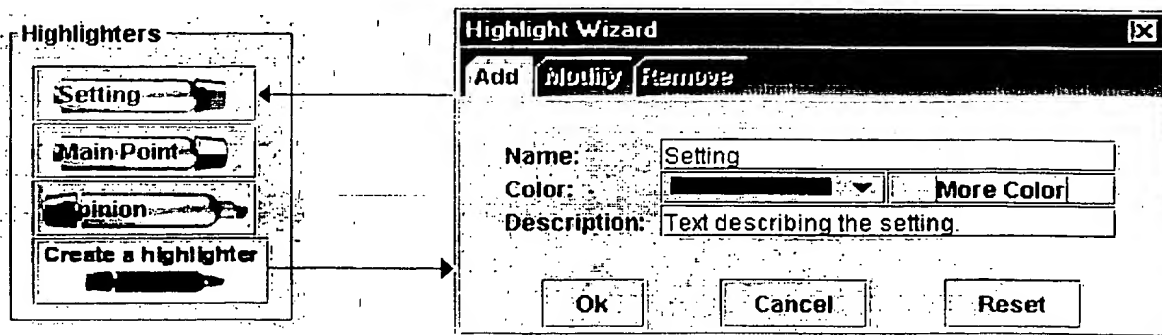 Highlighters
Setting
Main Point
Opinion
Create a highlighter
Highlight Wizard
Add Modify Remove
Name: Setting
Color: More Color
Description: Text describing the setting.
Ok Cancel Reset